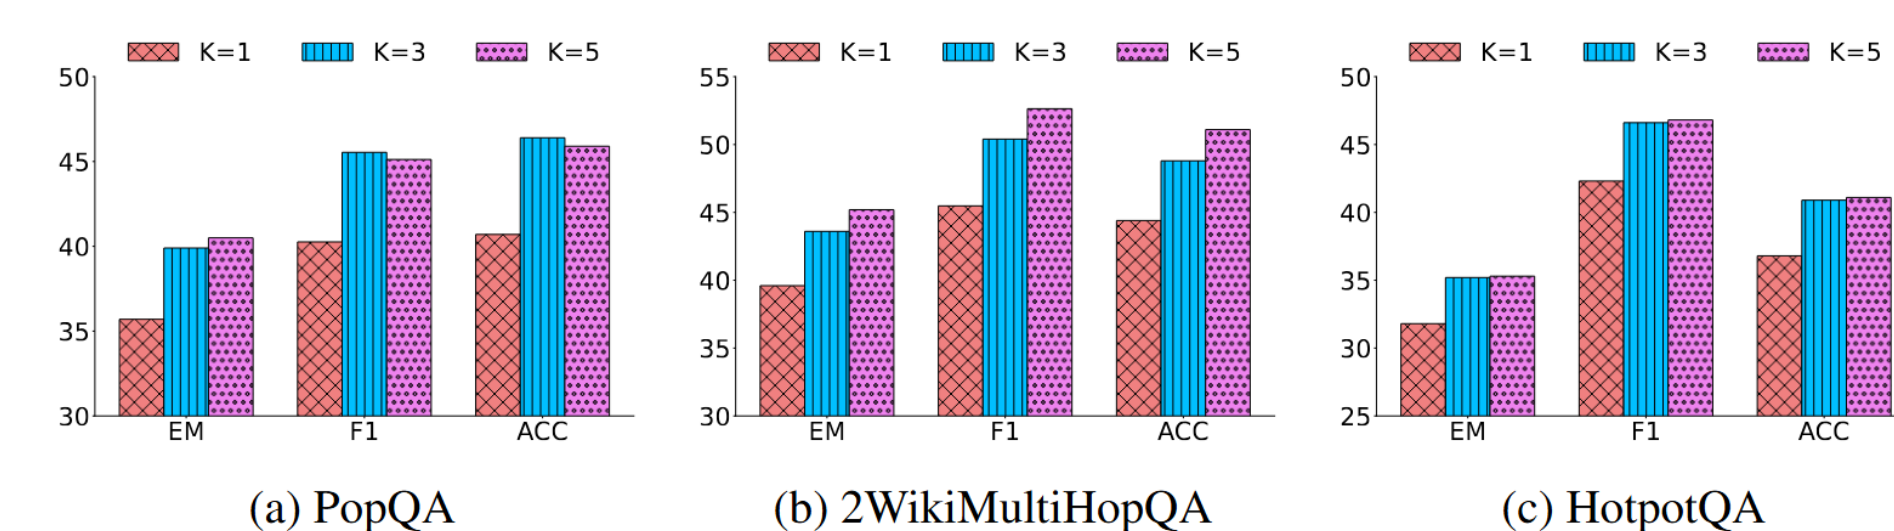 K=1 K=3 K=5
50
45
40
35
30
EM F1 ACC
(a) PopQA
K=1 K=3 K=5
55
50
45
40
35
30
EM F1 ACC
(b) 2WikiMultiHopQA
K=1 K=3 K=5
50
45
40
35
30
25
EM F1 ACC
(c) HotpotQA